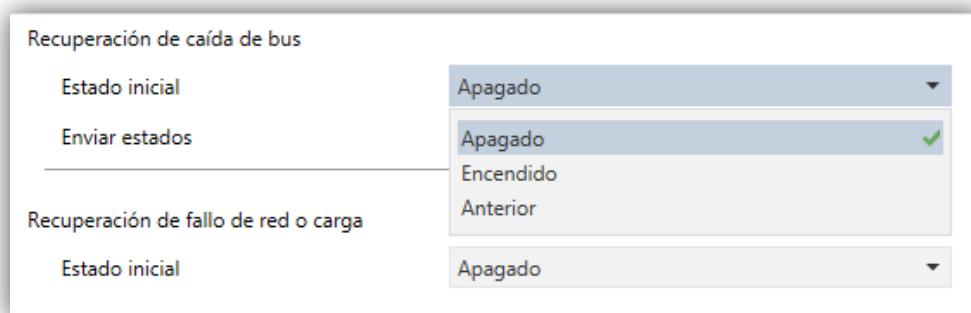 Recuperación de caída de bus
Estado inicial
Apagado
Enviar estados
Apagado
Encendido
Anterior
Recuperación de fallo de red o carga
Estado inicial
Apagado